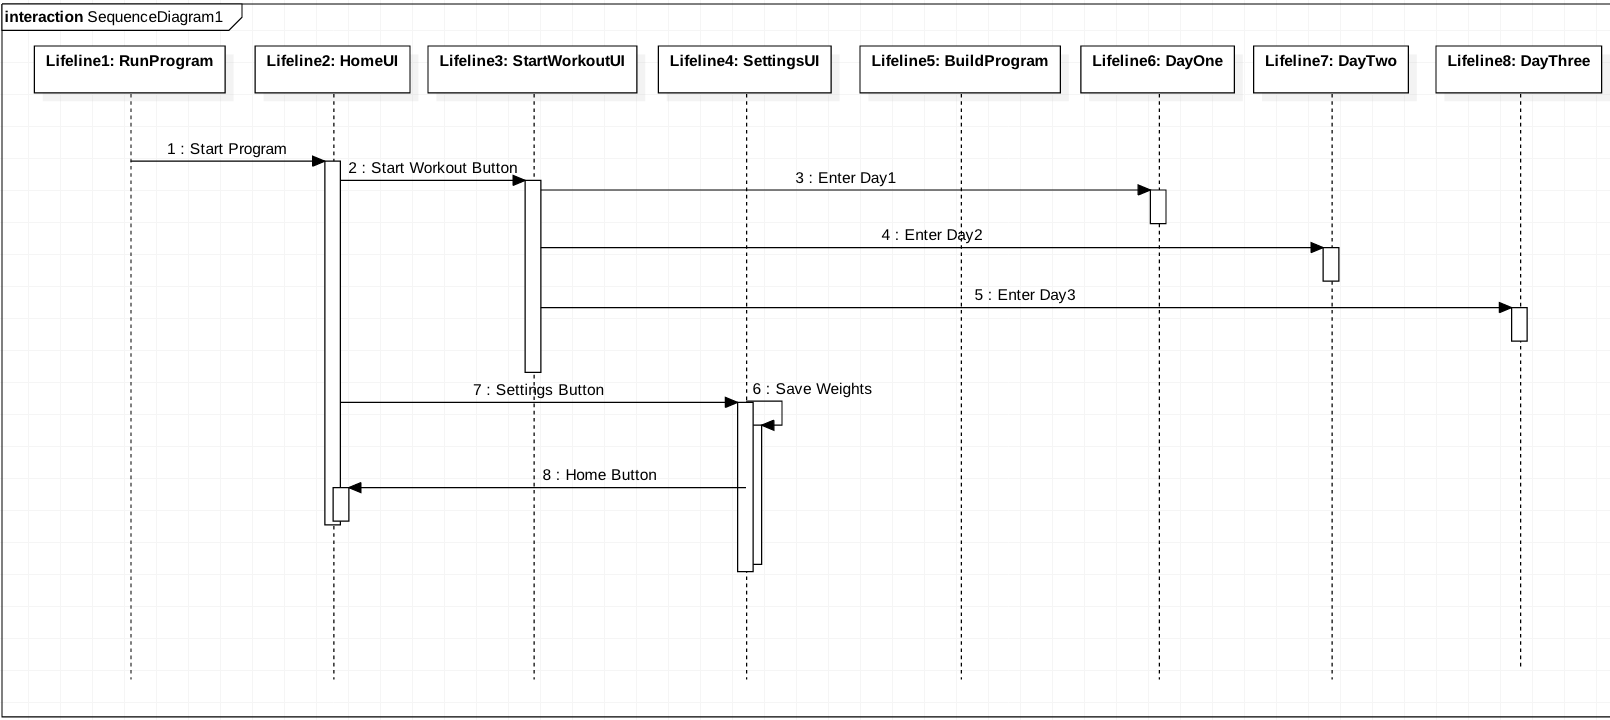 interaction SequenceDiagram1
Lifeline1: RunProgram
Lifeline2: HomeUI
Lifeline3: StartWorkoutUI
Lifeline4: SettingsUI
Lifeline5: BuildProgram
Lifeline6: DayOne
Lifeline7: DayTwo
Lifeline8: DayThree
1 : Start Program
2 : Start Workout Button
3 : Enter Day1
4 : Enter Day2
5 : Enter Day3
7 : Settings Button
6 : Save Weights
8 : Home Button